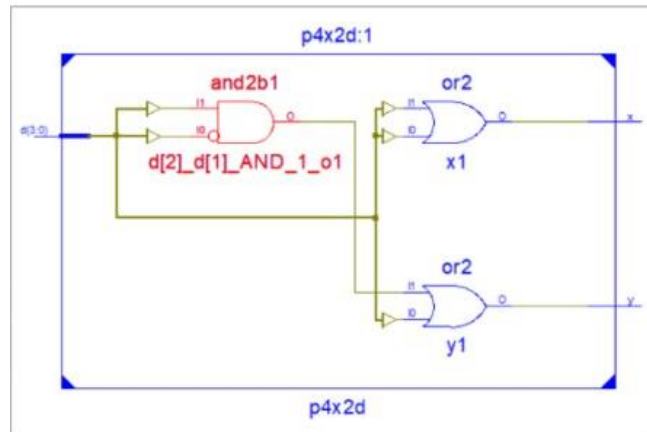 p4x2d:1
and2b1
or2
I1
O
I0
d[2]_d[1]_AND_1_o1
I1
O
I0
x
x1
d(3:0)
or2
I1
O
I0
y
y1
p4x2d